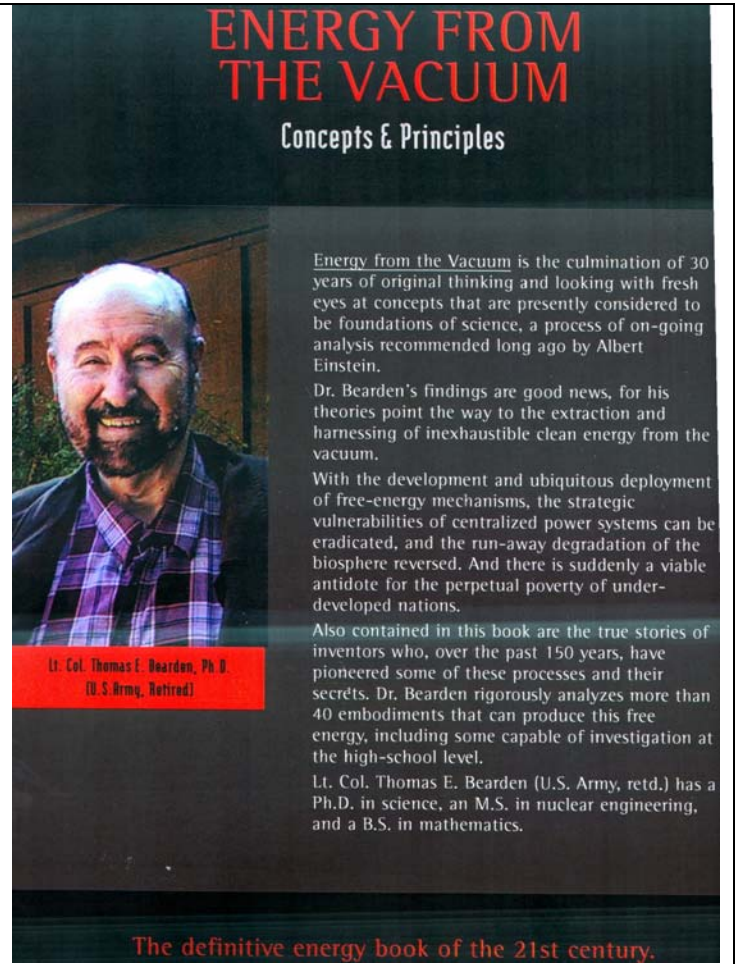 ENERGY FROM
THE VACUUM
Concepts & Principles
Energy from the Vacuum is the culmination of 30
years of original thinking and looking with fresh
eyes at concepts that are presently considered to
be foundations of science, a process of on-going
analysis recommended long ago by Albert
Einstein.
Dr. Bearden's findings are good news, for his
theories point the way to the extraction and
harnessing of inexhaustible clean energy from the
vacuum.
With the development and ubiquitous deployment
of free-energy mechanisms, the strategic
vulnerabilities of centralized power systems can be
eradicated, and the run-away degradation of the
biosphere reversed. And there is suddenly a viable
antidote for the perpetual poverty of under-
developed nations.
Also contained in this book are the true stories of
inventors who, over the past 150 years, have
pioneered some of these processes and their
secrets. Dr. Bearden rigorously analyzes more than
40 embodiments that can produce this free
energy, including some capable of investigation at
the high-school level.
Lt. Col. Thomas E. Bearden (U.S. Army, retd.) has a
Ph.D. in science, an M.S. in nuclear engineering,
and a B.S. in mathematics.
Lt. Col. Thomas E. Bearden, Ph.D.
(U.S.Army, Retired)
The definitive energy book of the 21st century.